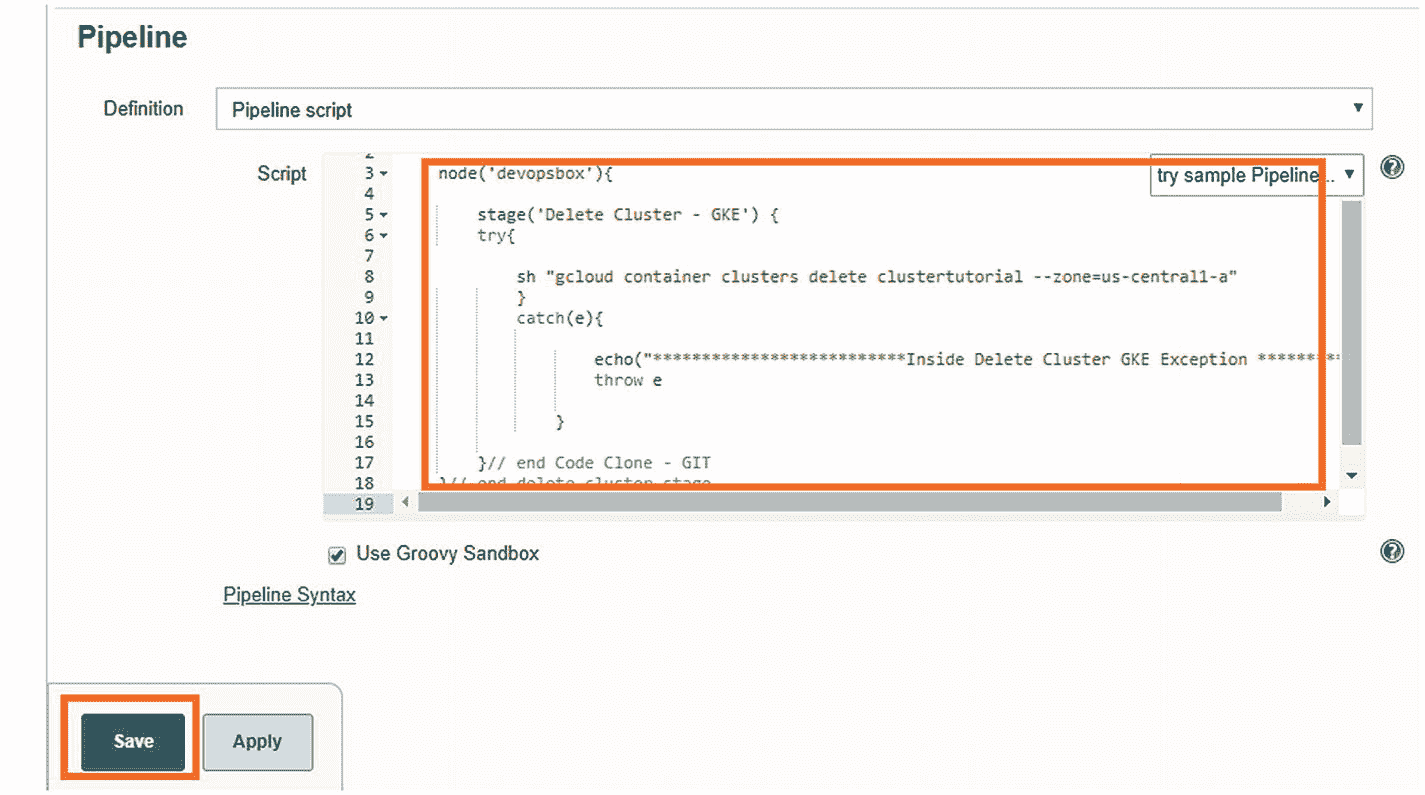 Pipeline
Definition
Pipeline script
Script
try sample Pipeline...
2
3 node('devopsbox'){
4
5 stage('Delete Cluster - GKE') {
6 try{
7
8 sh "gcloud container clusters delete clustertutorial --zone=us-central1-a"
9 }
10 catch(e){
11
12 echo("**************************Inside Delete Cluster GKE Exception *********
13 throw e
14
15 }
16
17 }// end Code Clone - GIT
18 }// end delete cluster stage
19
Use Groovy Sandbox
Pipeline Syntax
Save
Apply